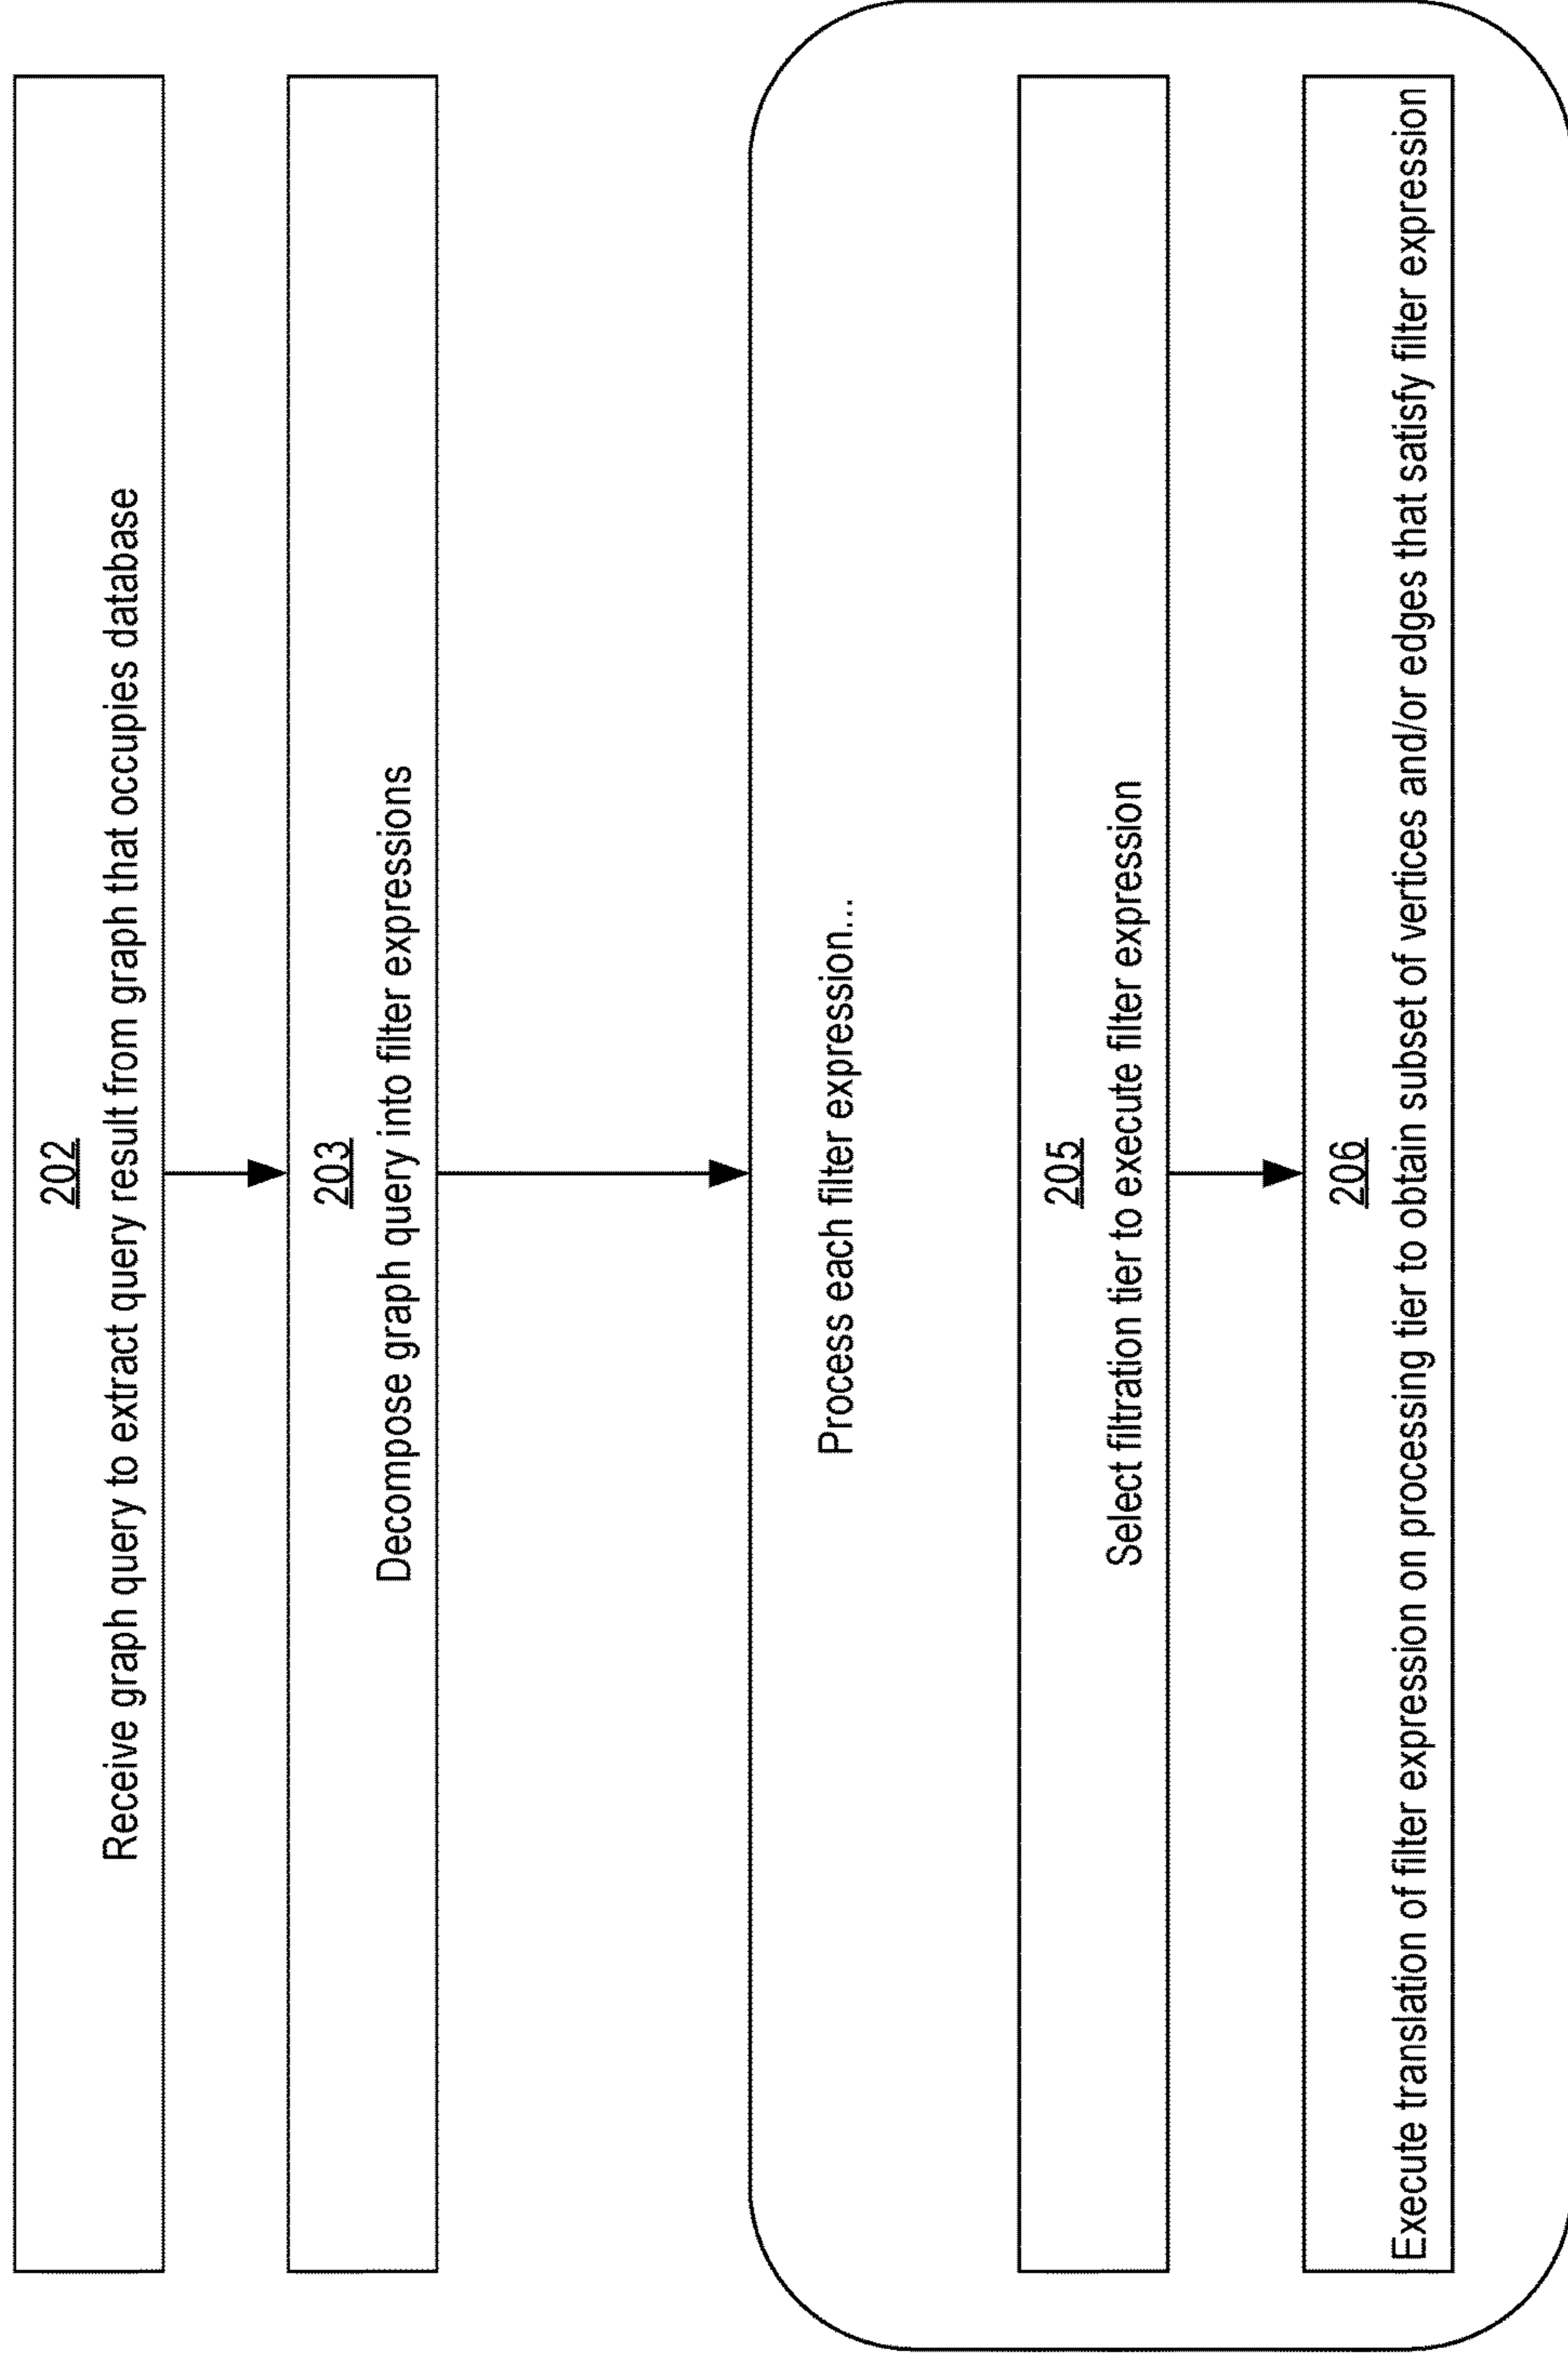 202
Receive graph query to extract query result from graph that occupies database
203
Decompose graph query into filter expressions
Process each filter expression...
205
Select filtration tier to execute filter expression
206
Execute translation of filter expression on processing tier to obtain subset of vertices and/or edges that satisfy filter expression